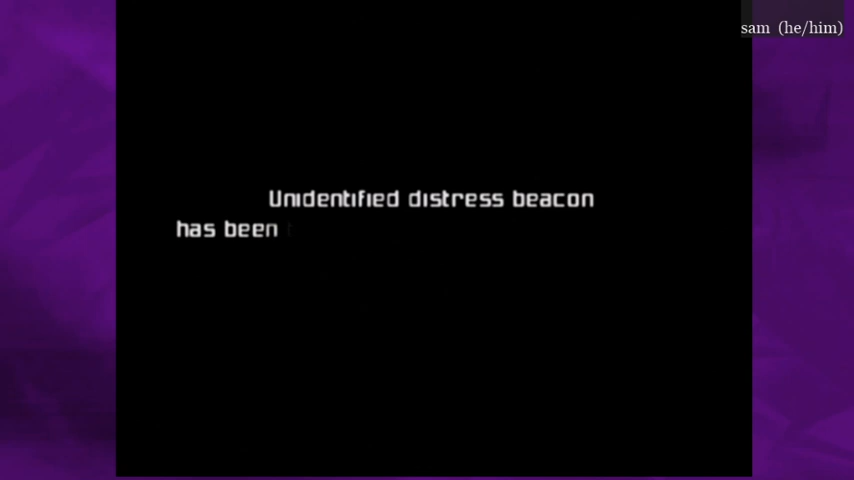 sam (he/him)
Unidentified distress beacon
has been